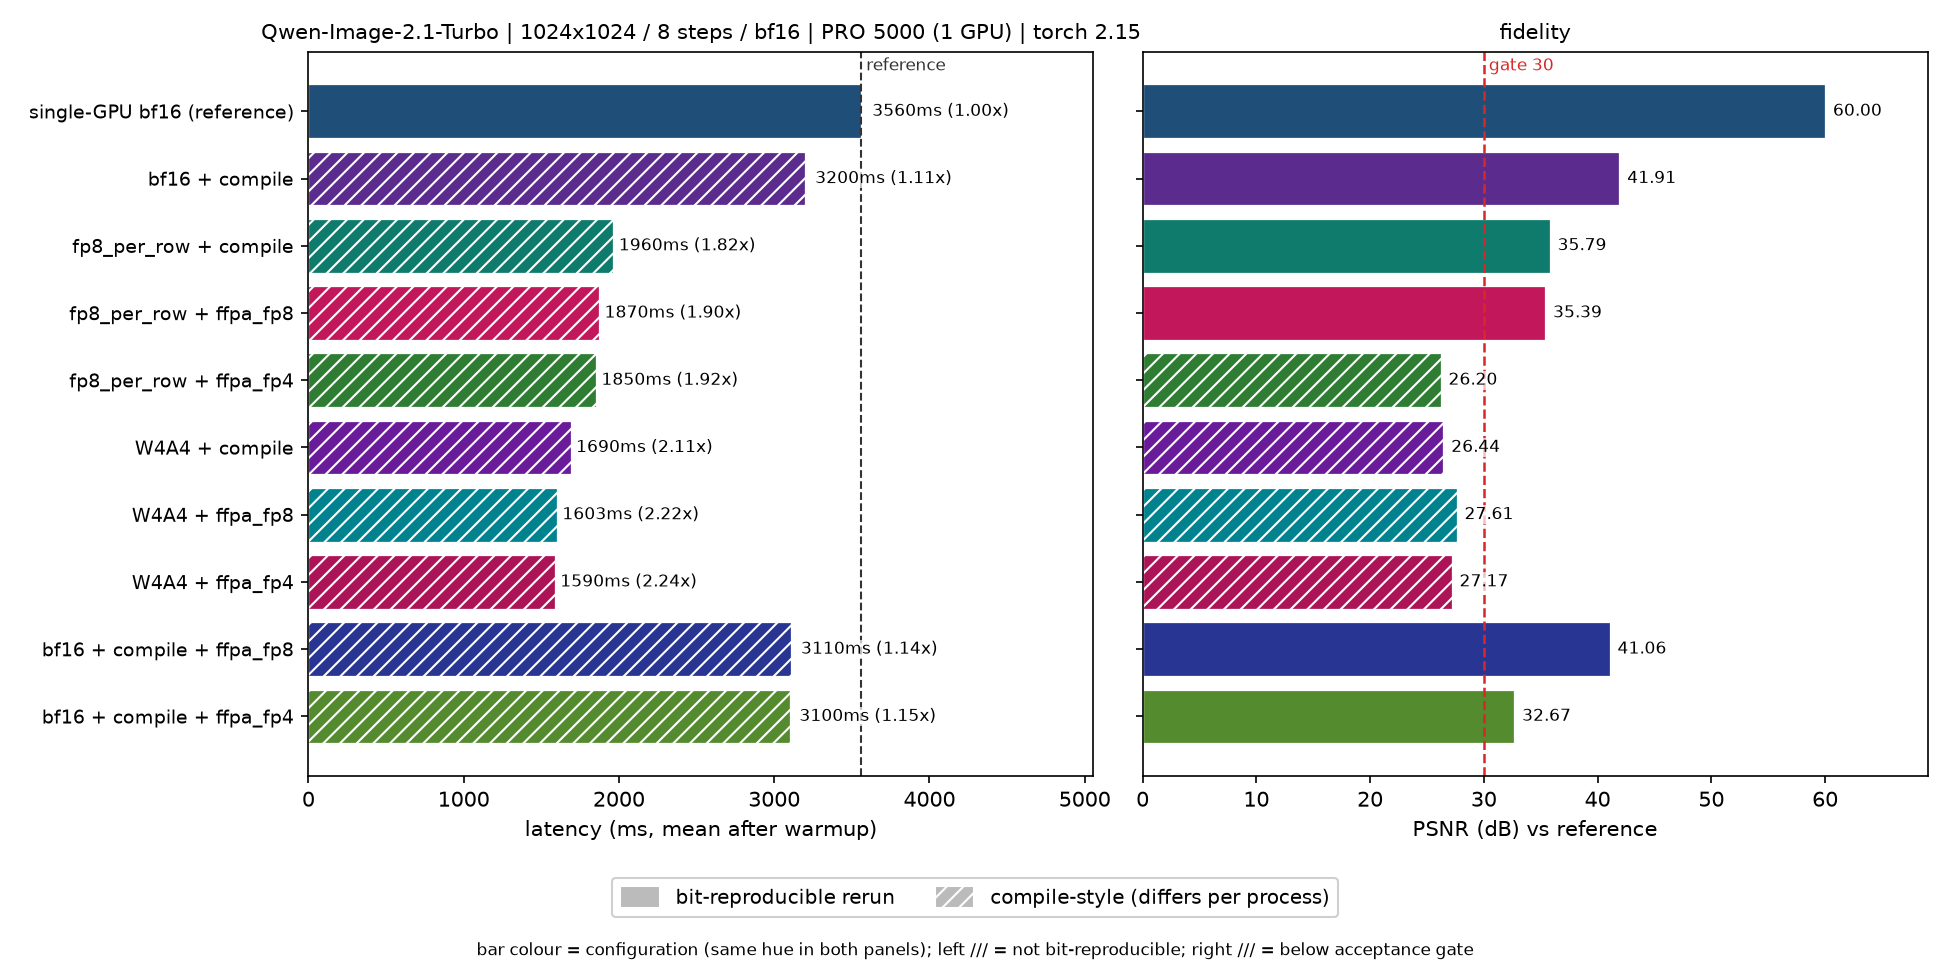 Qwen-Image-2.1-Turbo | 1024x1024 / 8 steps / bf16 | PRO 5000 (1 GPU) | torch 2.15
reference
single-GPU bf16 (reference)
3560ms (1.00x)
bf16 + compile
3200ms (1.11x)
fp8_per_row + compile
1960ms (1.82x)
fp8_per_row + ffpa_fp8
1870ms (1.90x)
fp8_per_row + ffpa_fp4
1850ms (1.92x)
W4A4 + compile
1690ms (2.11x)
W4A4 + ffpa_fp8
1603ms (2.22x)
W4A4 + ffpa_fp4
1590ms (2.24x)
bf16 + compile + ffpa_fp8
3110ms (1.14x)
bf16 + compile + ffpa_fp4
3100ms (1.15x)
0 1000 2000 3000 4000 5000
latency (ms, mean after warmup)
fidelity
gate 30
60.00
41.91
35.79
35.39
26.20
26.44
27.61
27.17
41.06
32.67
0 10 20 30 40 50 60
PSNR (dB) vs reference
bit-reproducible rerun
compile-style (differs per process)
bar colour = configuration (same hue in both panels); left /// = not bit-reproducible; right /// = below acceptance gate